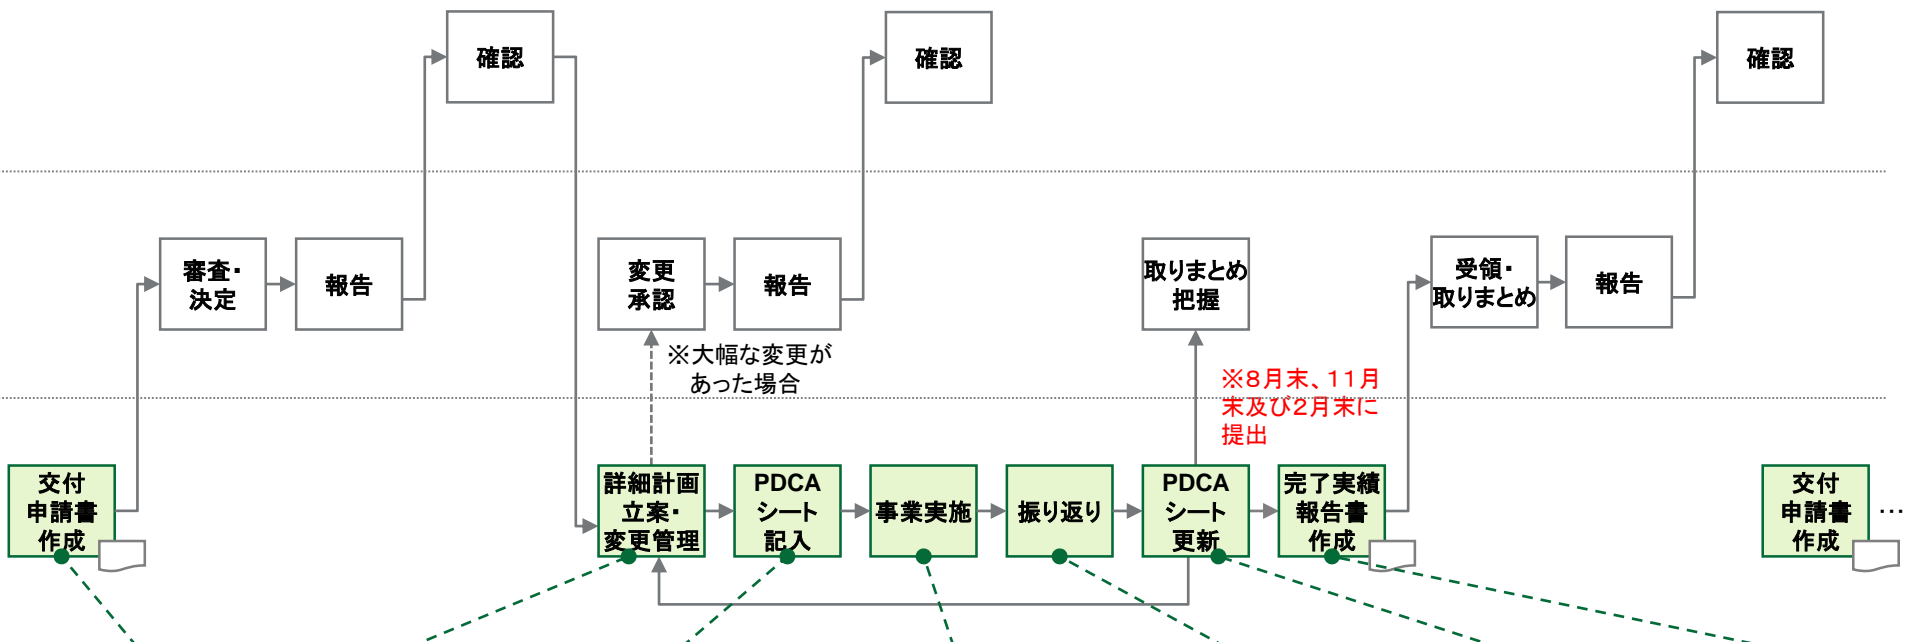 確認
確認
確認
審査・
決定
報告
変更
承認
報告
取りまとめ
把握
受領・
取りまとめ
報告
※大幅な変更が
あった場合
※8月末、11月
末及び2月末に
提出
交付
申請書
作成
詳細計画
立案・
変更管理
PDCA
シート
記入
事業実施
振り返り
PDCA
シート
更新
完了実績
報告書
作成
交付
申請書
作成
…